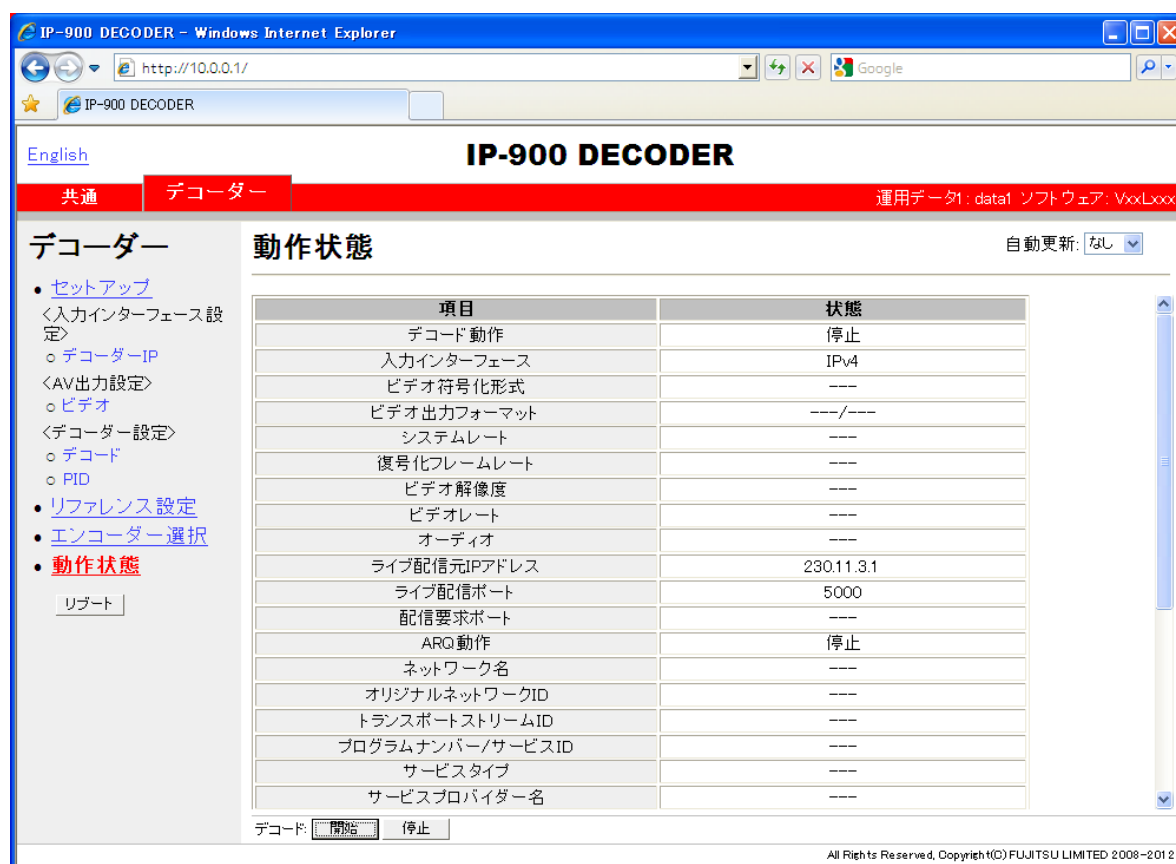 IP-900 DECODER - Windows Internet Explorer
http://10.0.0.1/
Google
IP-900 DECODER
English
IP-900 DECODER
共通 デコーダー
運用データ1: data1 ソフトウェア: VxxLxxx
デコーダー
動作状態
自動更新: なし
セットアップ
<入力インターフェース設
定>
デコーダーIP
<AV出力設定>
ビデオ
<デコーダー設定>
デコード
PID
リファレンス設定
エンコーダー選択
動作状態
リブート
項目 状態
デコード動作 停止
入力インターフェース IPv4
ビデオ符号化形式 ---
ビデオ出力フォーマット ---/---
システムレート ---
復号化フレームレート ---
ビデオ解像度 ---
ビデオレート ---
オーディオ ---
ライブ配信元IPアドレス 230.11.3.1
ライブ配信ポート 5000
配信要求ポート ---
ARQ動作 停止
ネットワーク名 ---
オリジナルネットワークID ---
トランスポートストリームID ---
プログラムナンバー/サービスID ---
サービスタイプ ---
サービスプロバイダー名 ---
デコード: 開始 停止
All Rights Reserved, Copyright(C) FUJITSU LIMITED 2008-2012